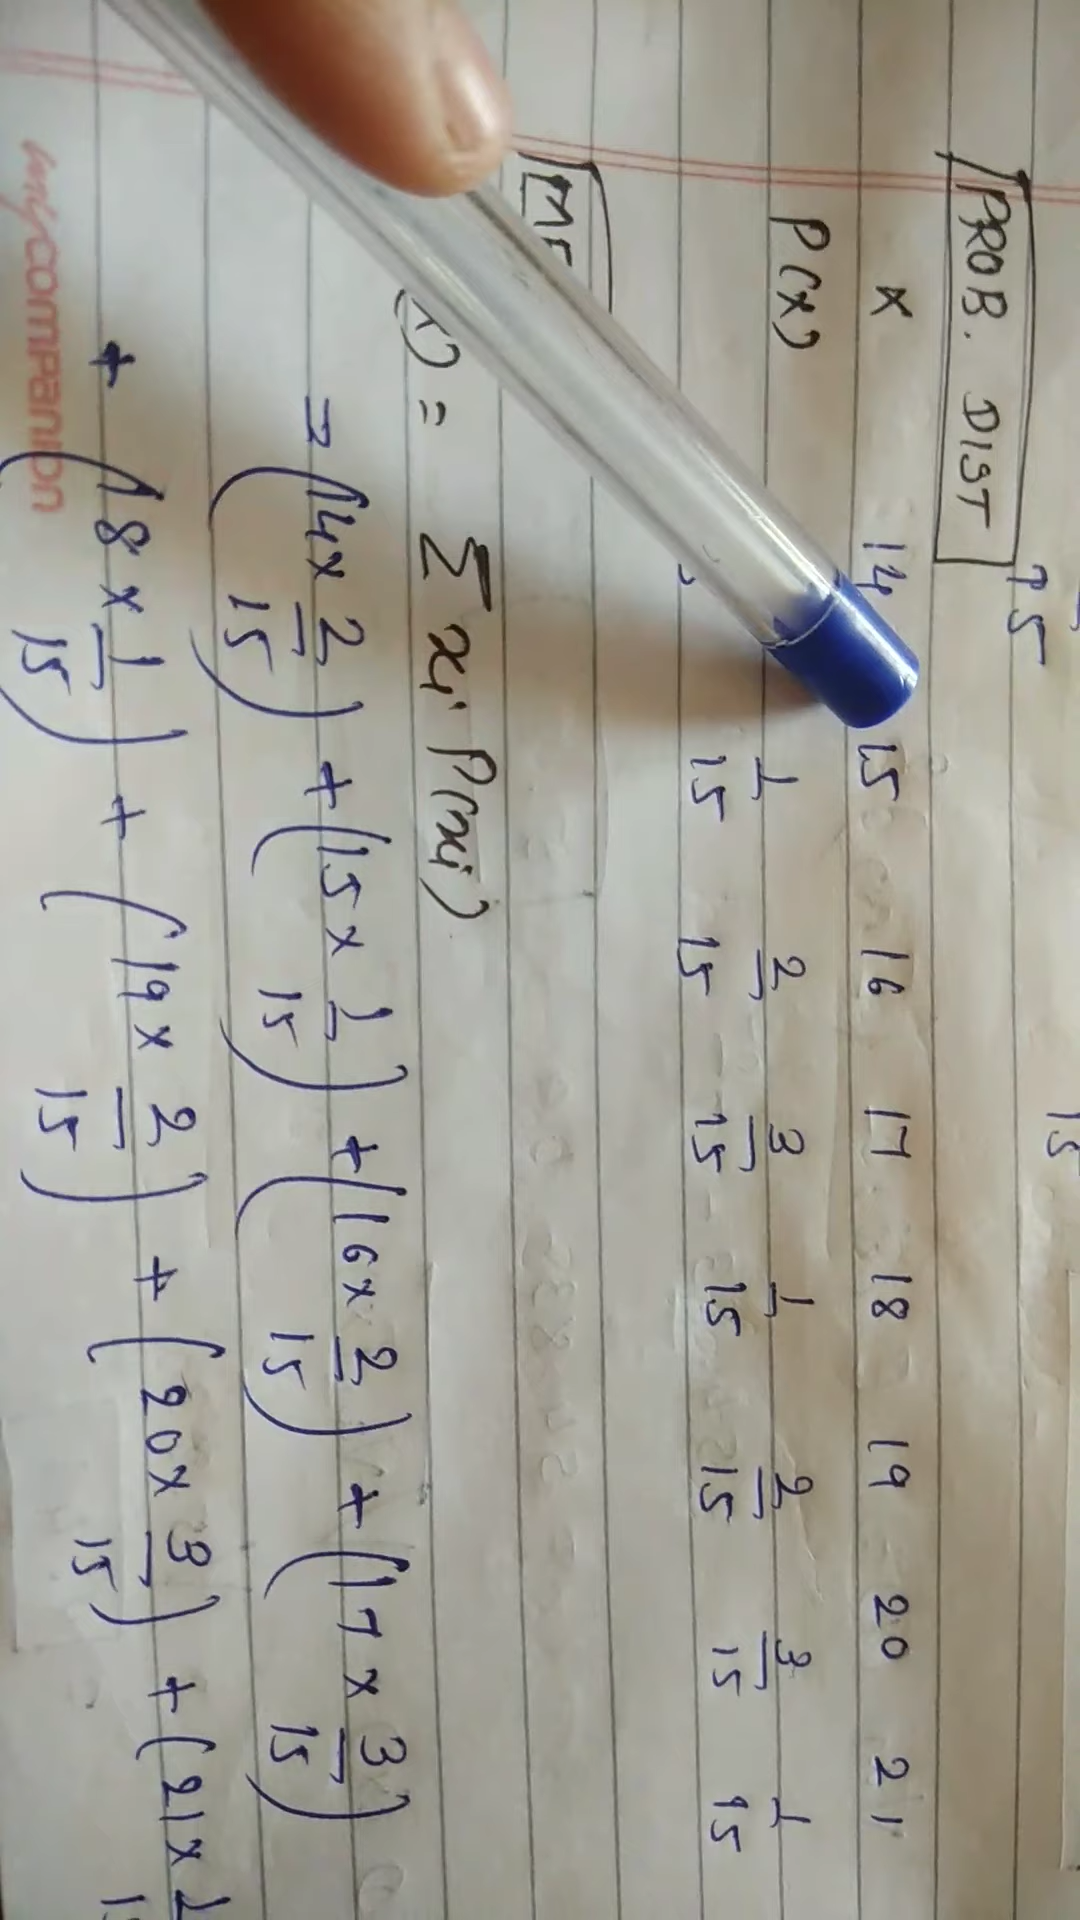 15 15
PROB. DIST
X 14 15 16 17 18 19 20 21
P(X) 1/15 2/15 3/15 1/15 2/15 3/15 1/15
= Σ xi P(xi)
= (14 x 2/15) + (15 x 1/15) + (16 x 2/15) + (17 x 3/15)
+ (18 x 1/15) + (19 x 2/15) + (20 x 3/15) + (21 x 1
mycompanion